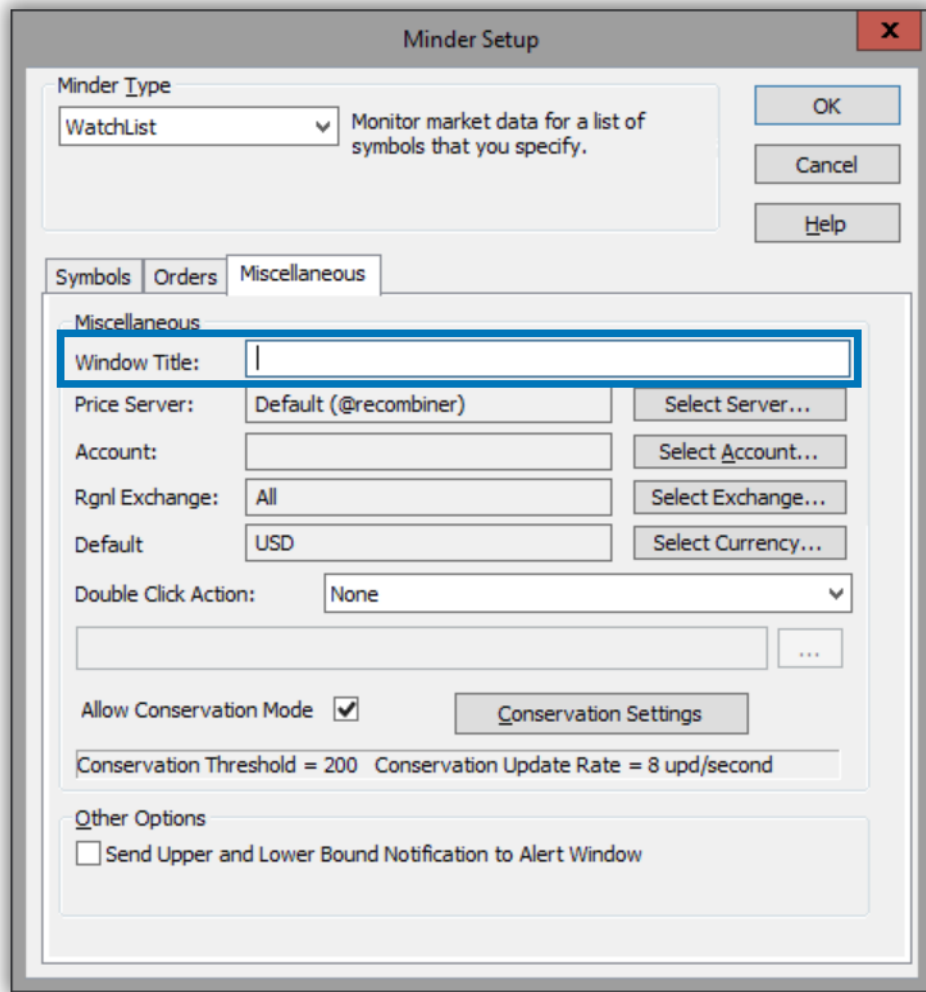 Minder Setup
X
Minder Type
WatchList
Monitor market data for a list of
symbols that you specify.
OK
Cancel
Help
Symbols
Orders
Miscellaneous
Miscellaneous
Window Title:
Price Server:
Default (@recombiner)
Select Server...
Account:
Select Account...
Rgnl Exchange:
All
Select Exchange...
Default
USD
Select Currency...
Double Click Action:
None
...
Allow Conservation Mode
Conservation Settings
Conservation Threshold = 200 Conservation Update Rate = 8 upd/second
Other Options
Send Upper and Lower Bound Notification to Alert Window